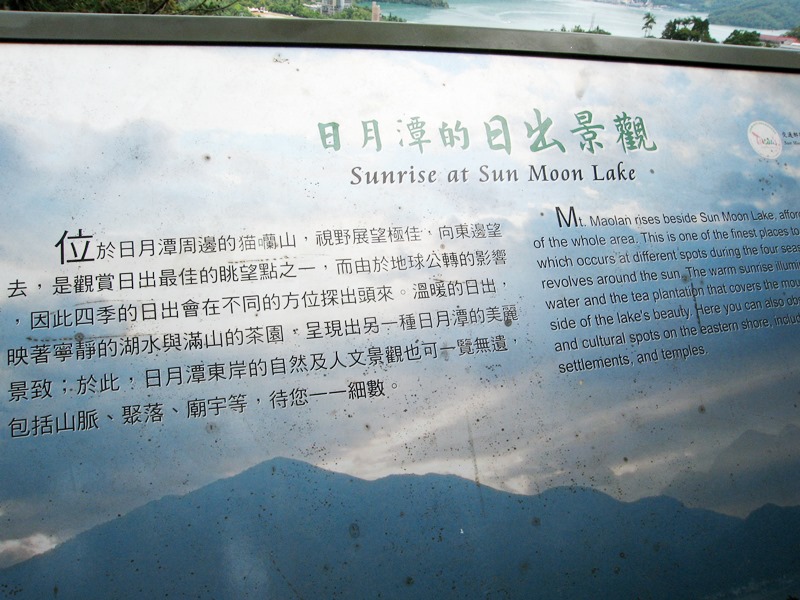 日月潭的日出景觀
Sunrise at Sun Moon Lake
位於日月潭周邊的猫囒山，視野展望極佳，向東邊望
去，是觀賞日出最佳的眺望點之一，而由於地球公轉的影響
，因此四季的日出會在不同的方位探出頭來。溫暖的日出，
映著寧靜的湖水與滿山的茶園，呈現出另一種日月潭的美麗
景致；於此，日月潭東岸的自然及人文景觀也可一覽無遺，
包括山脈、聚落、廟宇等，待您一一細數。
Mt. Maolan rises beside Sun Moon Lake,
of the whole area. This is one of the finest places to
which occurs at different spots during the four
revolves around the sun. The warm sunrise
water and the tea plantation that covers the
side of the lake's beauty. Here you can also
and cultural spots on the eastern shore,
settlements, and temples.